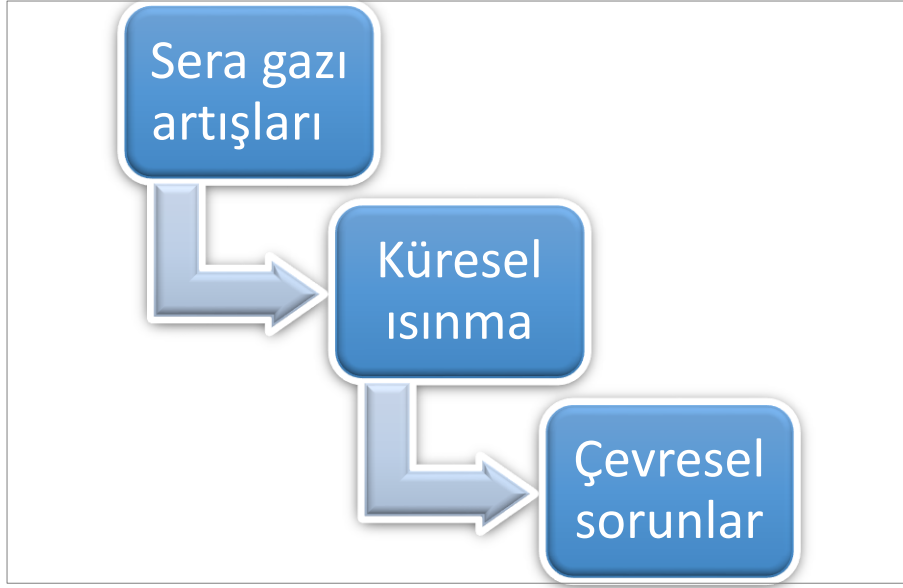 Sera gazı
artışları
Küresel
ısınma
Çevresel
sorunlar